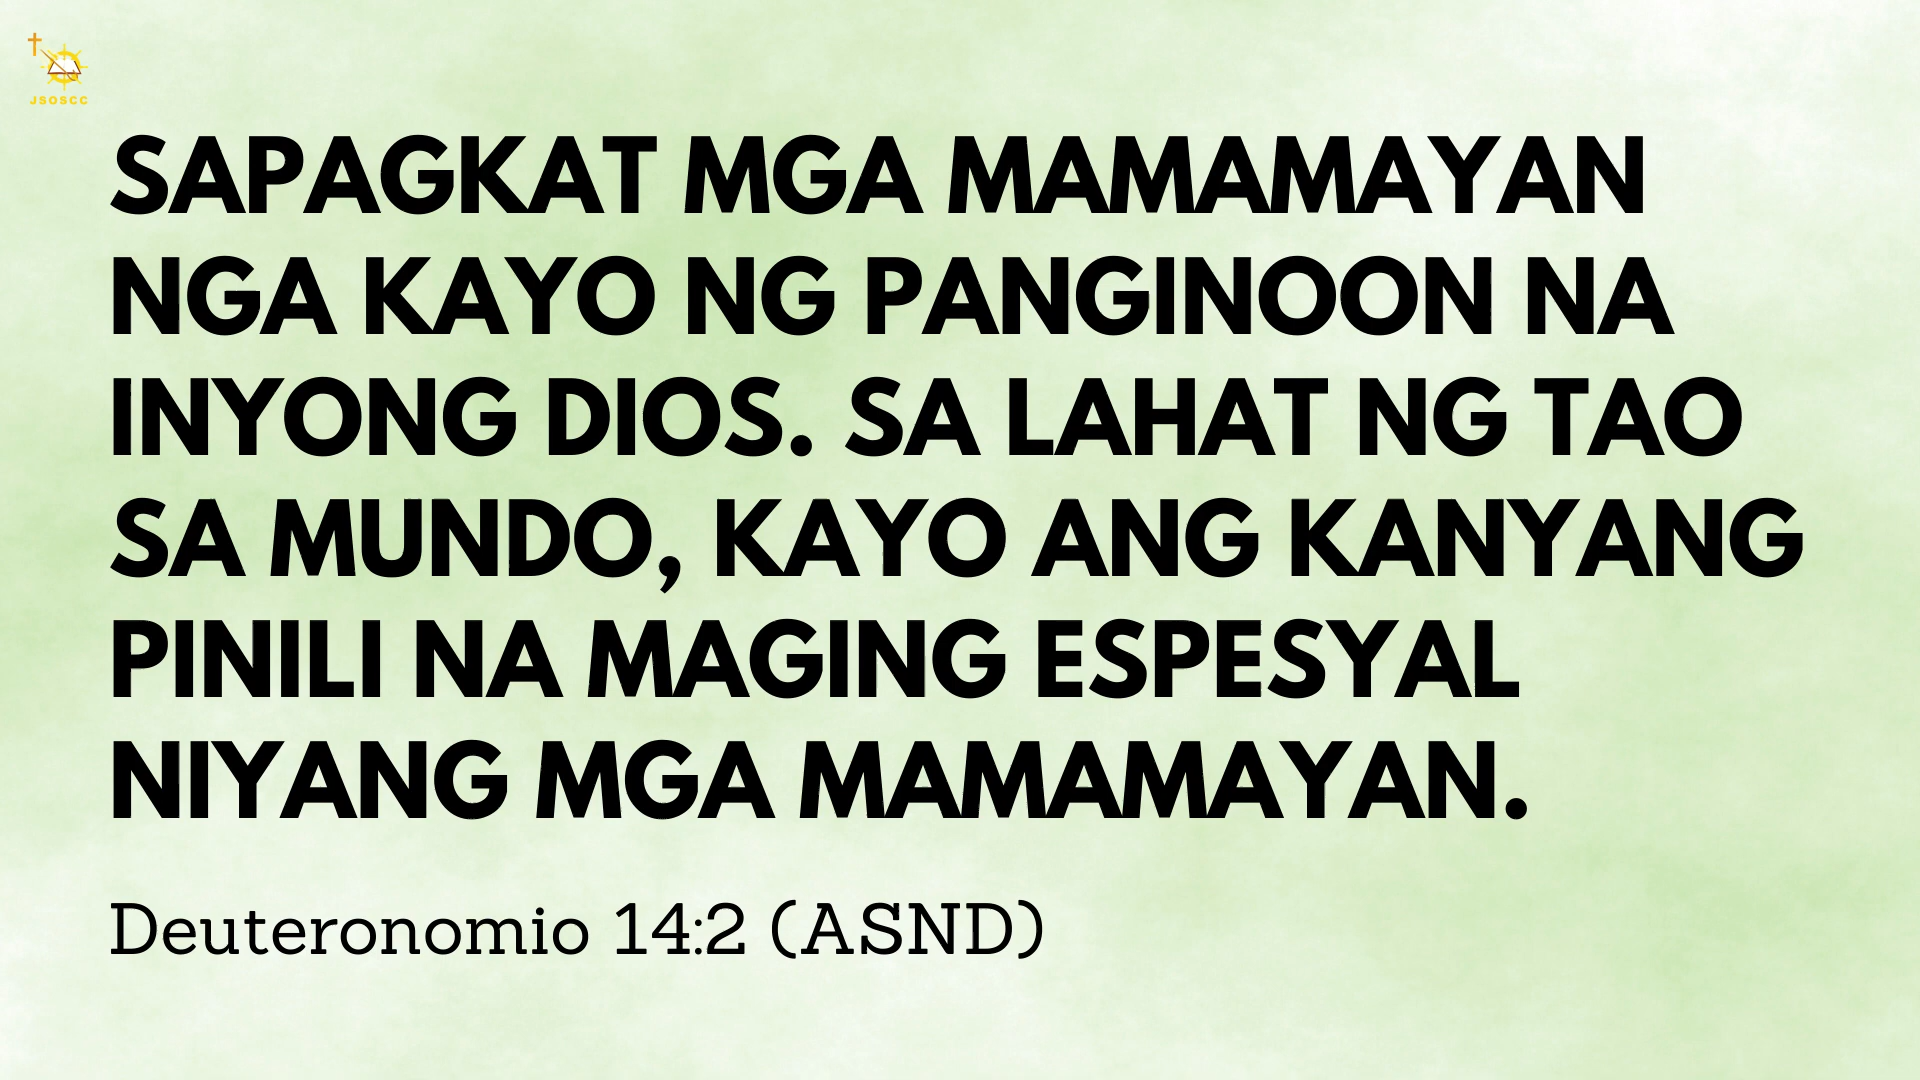 JSOSCC
SAPAGKAT MGA MAMAMAYAN
NGA KAYO NG PANGINOON NA
INYONG DIOS. SA LAHAT NG TAO
SA MUNDO, KAYO ANG KANYANG
PINILI NA MAGING ESPESYAL
NIYANG MGA MAMAMAYAN.
Deuteronomio 14:2 (ASND)